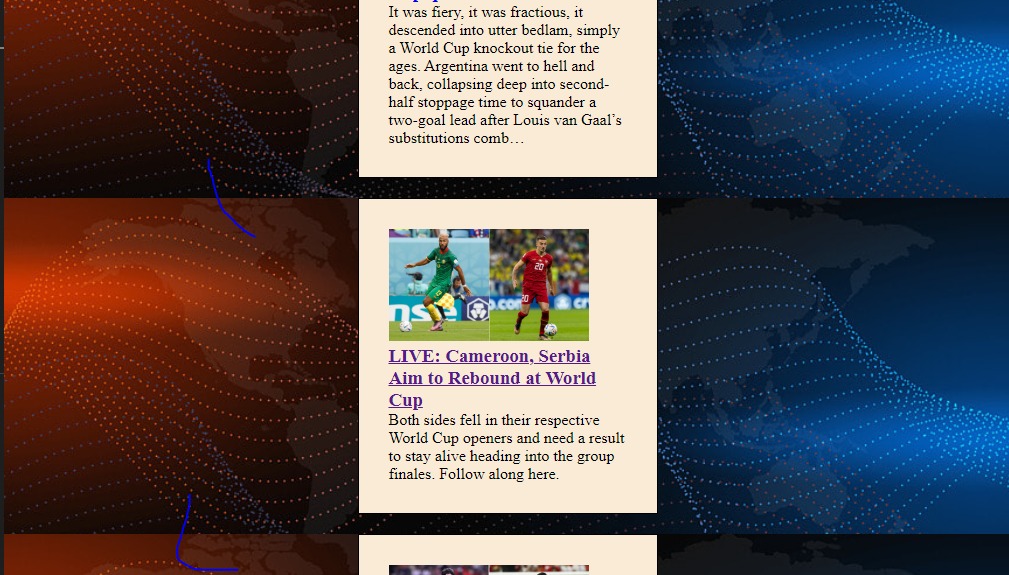 It was fiery, it was fractious, it
descended into utter bedlam, simply
a World Cup knockout tie for the
ages. Argentina went to hell and
back, collapsing deep into second-
half stoppage time to squander a
two-goal lead after Louis van Gaal’s
substitutions comb…
20
20
LIVE: Cameroon, Serbia
Aim to Rebound at World
Cup
Both sides fell in their respective
World Cup openers and need a result
to stay alive heading into the group
finales. Follow along here.